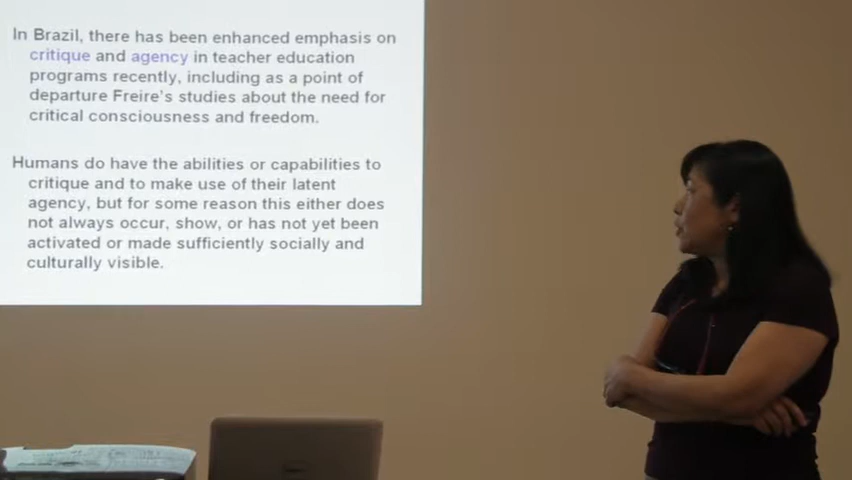 In Brazil, there has been enhanced emphasis on
critique and agency in teacher education
programs recently, including as a point of
departure Freire's studies about the need for
critical consciousness and freedom.
Humans do have the abilities or capabilities to
critique and to make use of their latent
agency, but for some reason this either does
not always occur, show, or has not yet been
activated or made sufficiently socially and
culturally visible.